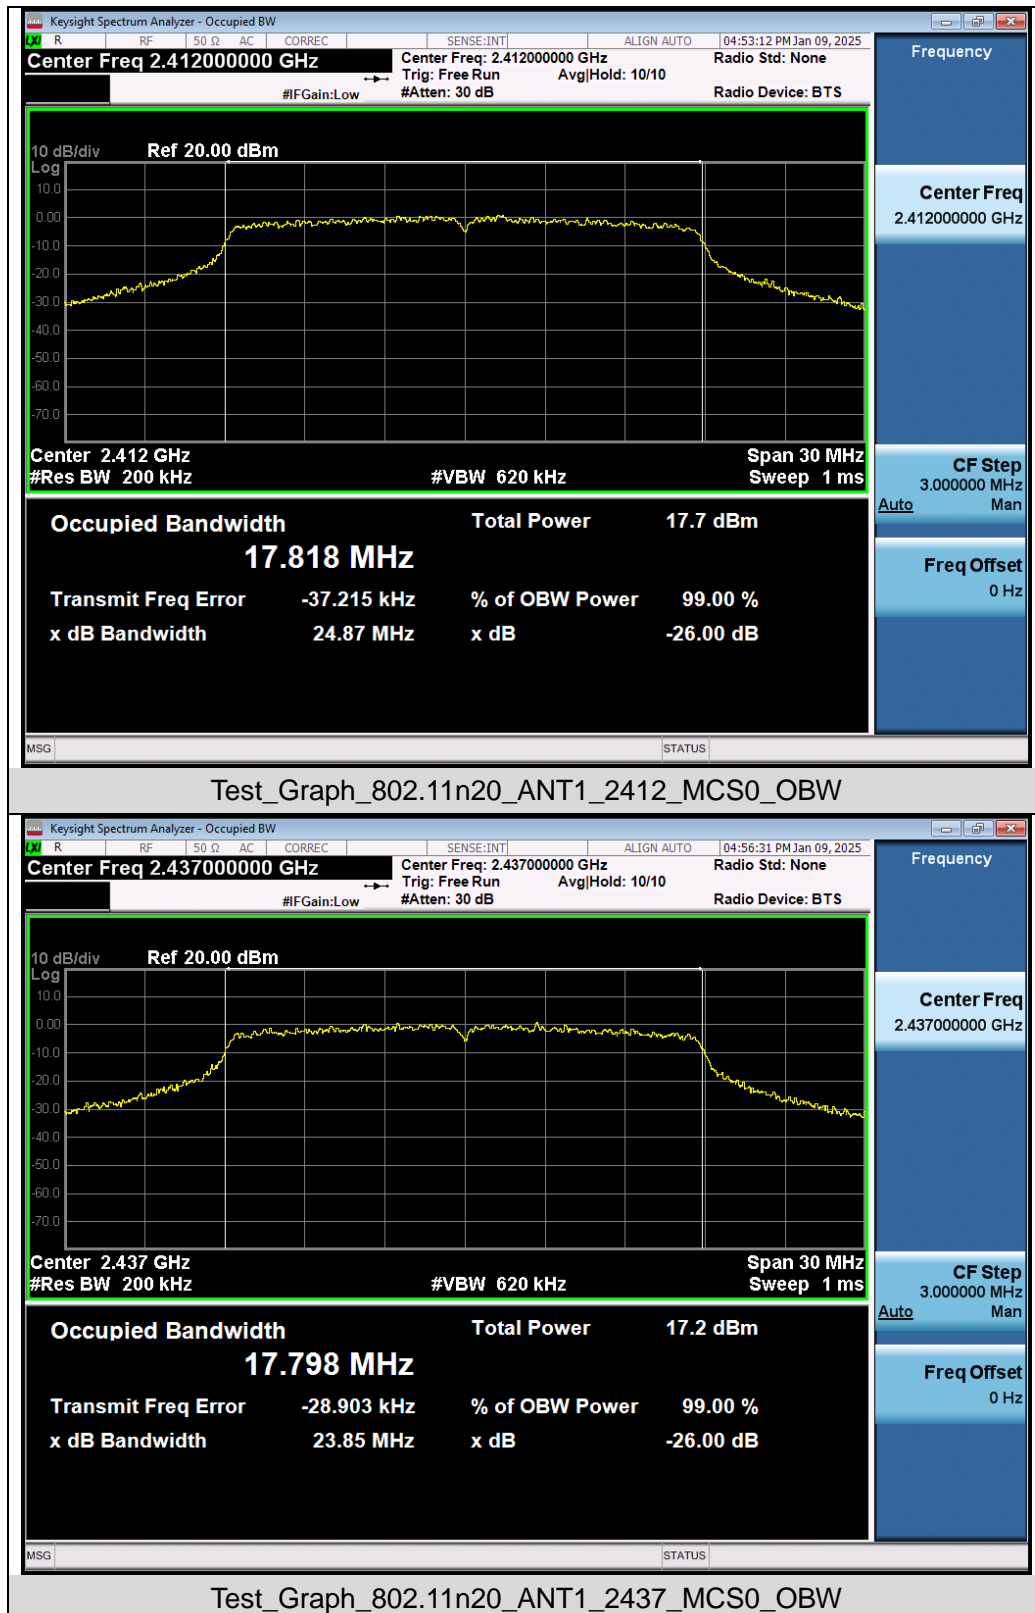 Keysight Spectrum Analyzer - Occupied BW
LXI R RF 50 Ω AC CORREC SENSE:INT ALIGN AUTO 04:53:12 PM Jan 09, 2025
Center Freq 2.412000000 GHz
Center Freq: 2.412000000 GHz
Radio Std: None
Trig: Free Run Avg|Hold: 10/10
#IFGain:Low
#Atten: 30 dB
Radio Device: BTS
10 dB/div Ref 20.00 dBm
Log
10.0
0.00
-10.0
-20.0
-30.0
-40.0
-50.0
-60.0
-70.0
Center 2.412 GHz Span 30 MHz
#Res BW 200 kHz #VBW 620 kHz Sweep 1 ms
Occupied Bandwidth Total Power 17.7 dBm
17.818 MHz
Transmit Freq Error -37.215 kHz % of OBW Power 99.00 %
x dB Bandwidth 24.87 MHz x dB -26.00 dB
MSG STATUS
Frequency
Center Freq
2.412000000 GHz
CF Step
3.000000 MHz
Auto Man
Freq Offset
0 Hz
Test_Graph_802.11n20_ANT1_2412_MCS0_OBW
Keysight Spectrum Analyzer - Occupied BW
LXI R RF 50 Ω AC CORREC SENSE:INT ALIGN AUTO 04:56:31 PM Jan 09, 2025
Center Freq 2.437000000 GHz
Center Freq: 2.437000000 GHz
Radio Std: None
Trig: Free Run Avg|Hold: 10/10
#IFGain:Low
#Atten: 30 dB
Radio Device: BTS
10 dB/div Ref 20.00 dBm
Log
10.0
0.00
-10.0
-20.0
-30.0
-40.0
-50.0
-60.0
-70.0
Center 2.437 GHz Span 30 MHz
#Res BW 200 kHz #VBW 620 kHz Sweep 1 ms
Occupied Bandwidth Total Power 17.2 dBm
17.798 MHz
Transmit Freq Error -28.903 kHz % of OBW Power 99.00 %
x dB Bandwidth 23.85 MHz x dB -26.00 dB
MSG STATUS
Frequency
Center Freq
2.437000000 GHz
CF Step
3.000000 MHz
Auto Man
Freq Offset
0 Hz
Test_Graph_802.11n20_ANT1_2437_MCS0_OBW